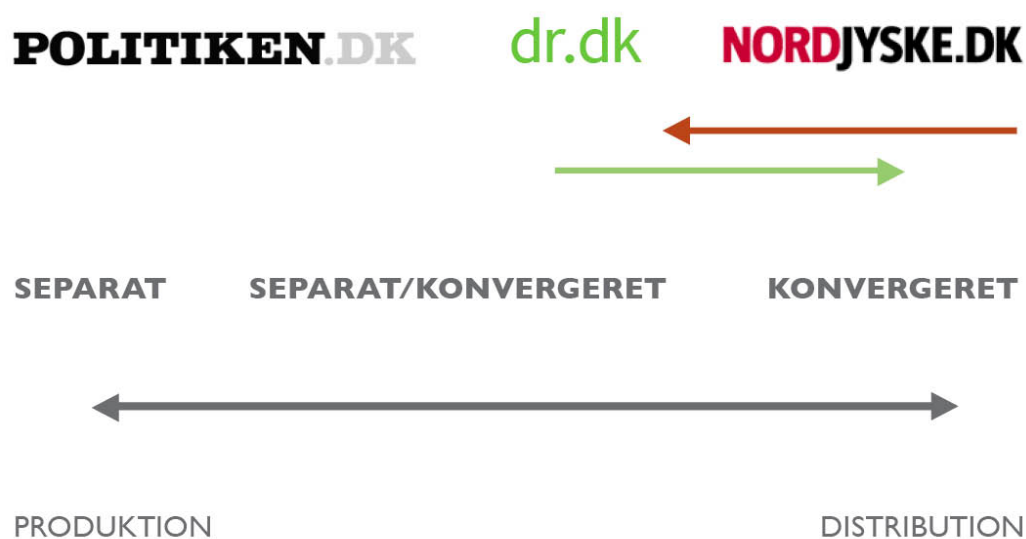 POLITIKEN.DK dr.dk NORDJYSKE.DK
SEPARAT SEPARAT/KONVERGERET KONVERGERET
PRODUKTION DISTRIBUTION